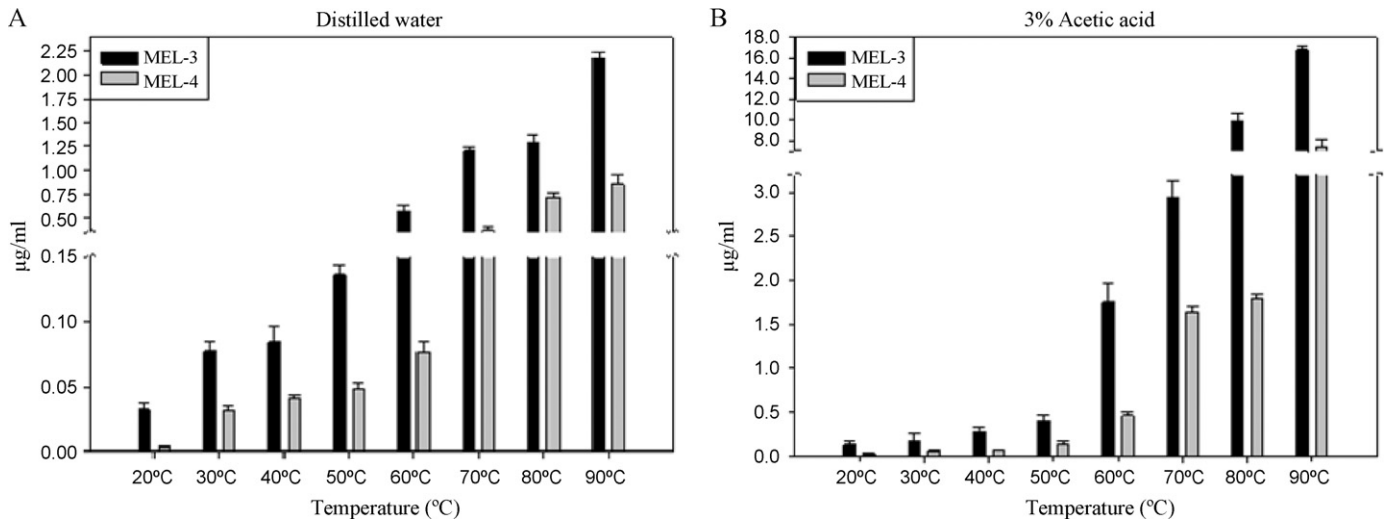 A
Distilled water
MEL-3
MEL-4
2.25
2.00
1.75
1.50
1.25
1.00
0.75
0.50
0.15
0.10
0.05
0.00
µg/ml
20ºC 30ºC 40ºC 50ºC 60ºC 70ºC 80ºC 90ºC
Temperature (ºC)
B
3% Acetic acid
MEL-3
MEL-4
18.0
16.0
14.0
12.0
10.0
8.0
3.0
2.5
2.0
1.5
1.0
0.5
0.0
µg/ml
20ºC 30ºC 40ºC 50ºC 60ºC 70ºC 80ºC 90ºC
Temperature (ºC)